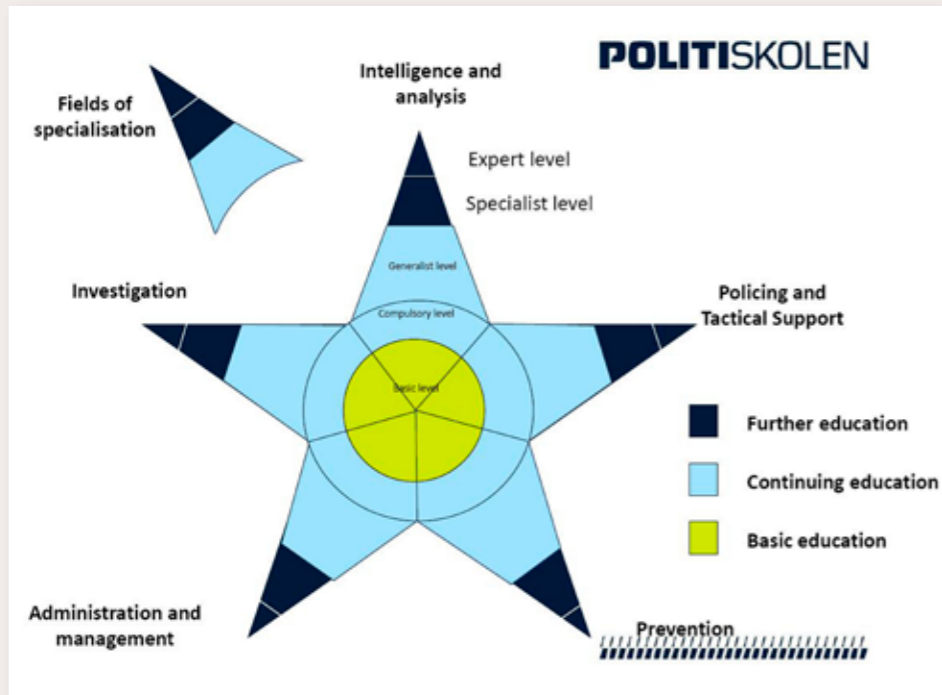 POLITISKOLEN
Intelligence and
analysis
Fields of
specialisation
Expert level
Specialist level
Generalist level
Investigation
Compulsory level
Policing and
Tactical Support
Basic level
Further education
Continuing education
Basic education
Administration and
management
Prevention